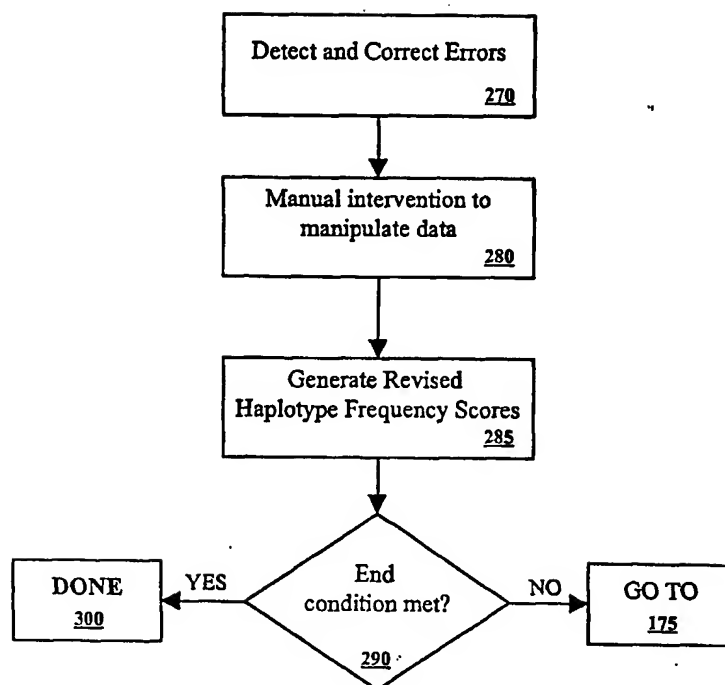 Detect and Correct Errors
270
Manual intervention to
manipulate data
280
Generate Revised
Haplotype Frequency Scores
285
End
condition met?
290
YES
DONE
300
NO
GO TO
175